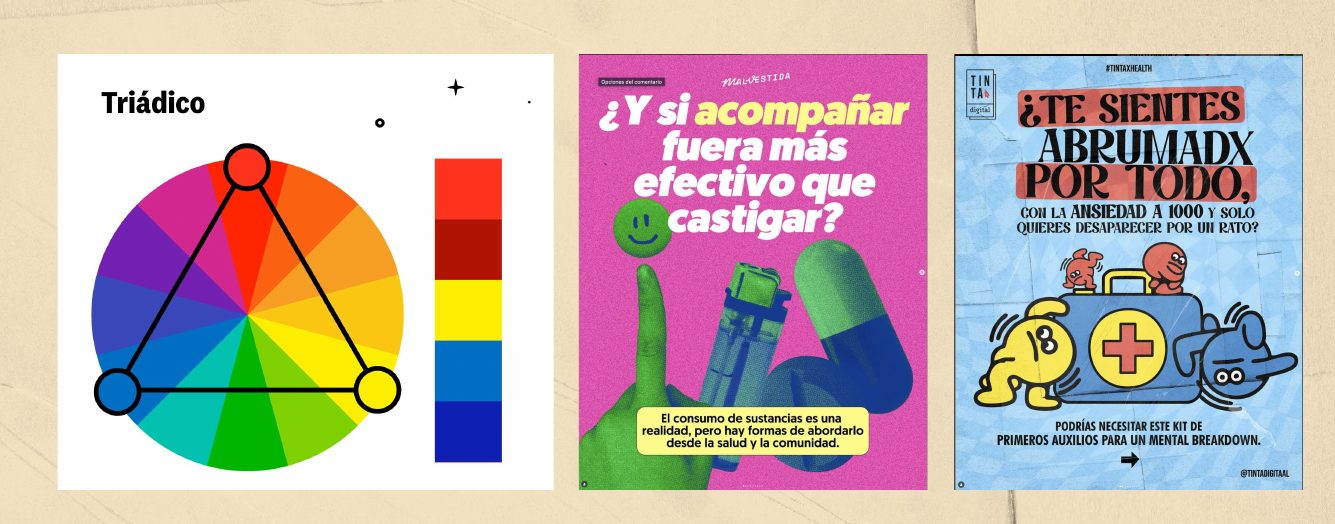 Triádico
Opciones del comentario
MALVESTIDA
¿Y si acompañar
fuera más
efectivo que
castigar?
El consumo de sustancias es una
realidad, pero hay formas de abordarlo
desde la salud y la comunidad.
#TINTAXHEALTH
TIN
TA
digital
¿TE SIENTES
ABRUMADX
POR TODO,
CON LA ANSIEDAD A 1000 Y SOLO
QUIERES DESAPARECER POR UN RATO?
PODRÍAS NECESITAR ESTE KIT DE
PRIMEROS AUXILIOS PARA UN MENTAL BREAKDOWN.
@TINTADIGITAAL